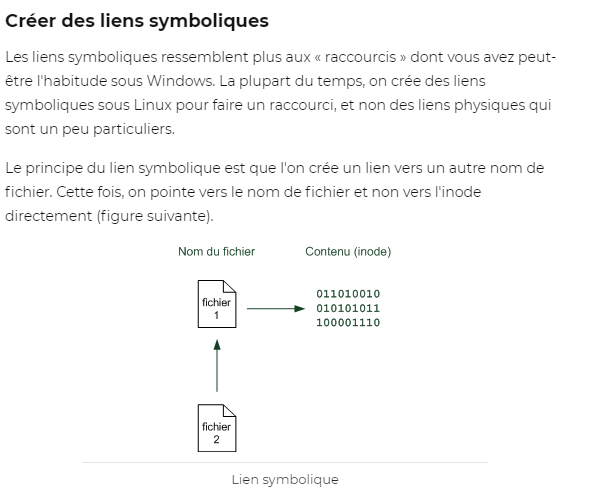 Créer des liens symboliques
Les liens symboliques ressemblent plus aux « raccourcis » dont vous avez peut-
être l'habitude sous Windows. La plupart du temps, on crée des liens
symboliques sous Linux pour faire un raccourci, et non des liens physiques qui
sont un peu particuliers.
Le principe du lien symbolique est que l'on crée un lien vers un autre nom de
fichier. Cette fois, on pointe vers le nom de fichier et non vers l'inode
directement (figure suivante).
Nom du fichier Contenu (inode)
fichier
1
011010010
010101011
100001110
fichier
2
Lien symbolique